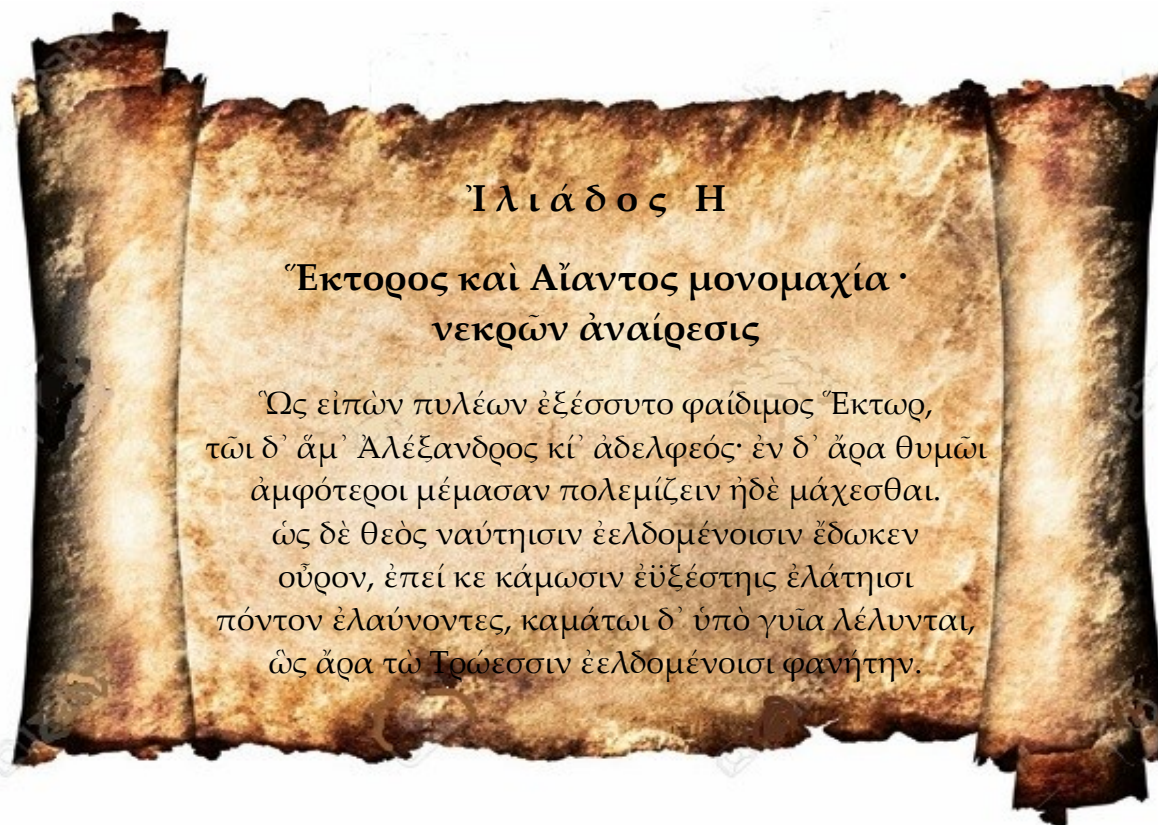 Ἰλιάδος Η
Ἕκτορος καὶ Αἴαντος μονομαχία ·
νεκρῶν ἀναίρεσις
Ὣς εἰπὼν πυλέων ἐξέσσυτο φαίδιμος Ἕκτωρ,
τῶι δ᾽ ἅμ᾽ Ἀλέξανδρος κί᾽ ἀδελφεός· ἐν δ᾽ ἄρα θυμῶι
ἀμφότεροι μέμασαν πολεμίζειν ἠδὲ μάχεσθαι.
ὡς δὲ θεὸς ναύτηισιν ἐελδομένοισιν ἔδωκεν
οὖρον, ἐπεί κε κάμωσιν ἐϋξέστηις ἐλάτηισι
πόντον ἐλαύνοντες, καμάτωι δ᾽ ὑπὸ γυῖα λέλυνται,
ὣς ἄρα τὼ Τρώεσσιν ἐελδομένοισι φανήτην.